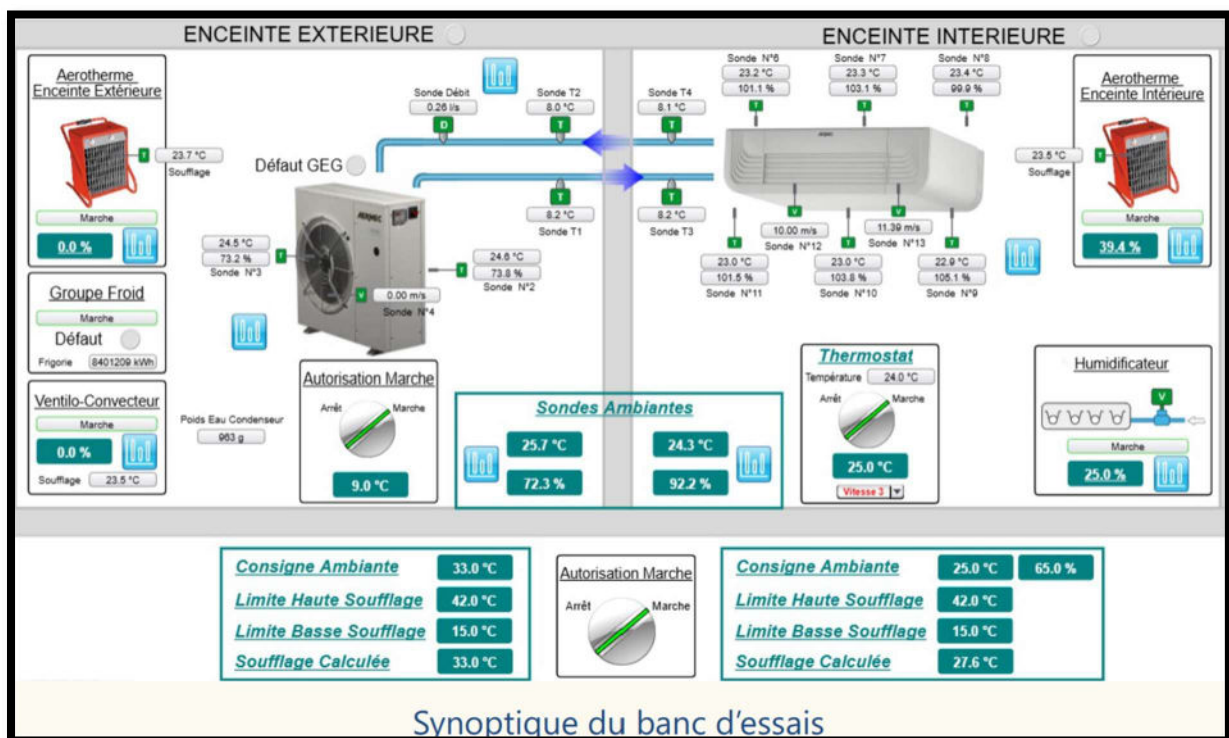 ENCEINTE EXTERIEURE
ENCEINTE INTERIEURE
Aerotherme
Enceinte Extérieure
T
23.7 °C
Soufflage
Marche
0.0 %
Groupe Froid
Marche
Défaut
Frigorie 8401209 kWh
Ventilo-Convecteur
Marche
0.0 %
Soufflage 23.5 °C
Défaut GEG
Sonde Débit
0.26 l/s
D
Sonde T2
8.0 °C
T
Sonde T4
8.1 °C
T
T
8.2 °C
Sonde T1
T
8.2 °C
Sonde T3
AERMEC
24.5 °C
73.2 %
Sonde N°3
T
T
24.6 °C
73.8 %
Sonde N°2
V
0.00 m/s
Sonde N°4
Poids Eau Condenseur
963 g
Autorisation Marche
Arrêt
Marche
9.0 °C
Sondes Ambiantes
25.7 °C
24.3 °C
72.3 %
92.2 %
Sonde N°6
23.2 °C
101.1 %
T
Sonde N°7
23.3 °C
103.1 %
T
Sonde N°8
23.4 °C
99.9 %
T
V
10.00 m/s
Sonde N°12
V
11.39 m/s
Sonde N°13
T
23.0 °C
101.5 %
Sonde N°11
T
23.0 °C
103.8 %
Sonde N°10
T
22.9 °C
105.1 %
Sonde N°9
Aerotherme
Enceinte Intérieure
23.5 °C
T
Soufflage
Marche
39.4 %
Thermostat
Température 24.0 °C
Arrêt
Marche
25.0 °C
Vitesse 3
Humidificateur
V
Marche
25.0 %
Consigne Ambiante 33.0 °C
Limite Haute Soufflage 42.0 °C
Limite Basse Soufflage 15.0 °C
Soufflage Calculée 33.0 °C
Autorisation Marche
Arrêt
Marche
Consigne Ambiante 25.0 °C 65.0 %
Limite Haute Soufflage 42.0 °C
Limite Basse Soufflage 15.0 °C
Soufflage Calculée 27.6 °C
Synoptique du banc d'essais